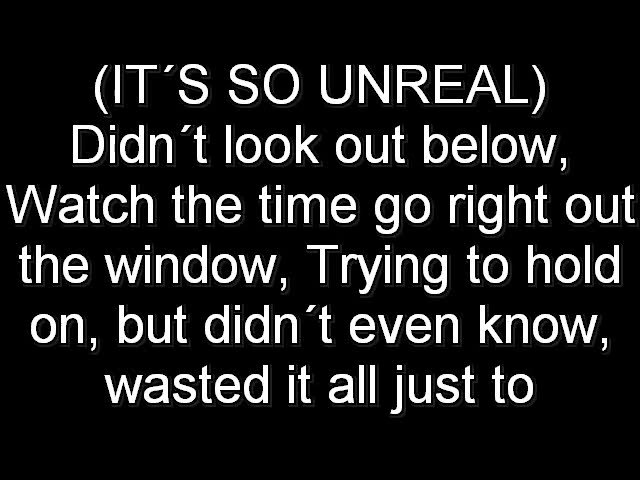 (IT´S SO UNREAL)
Didn´t look out below,
Watch the time go right out
the window, Trying to hold
on, but didn´t even know,
wasted it all just to